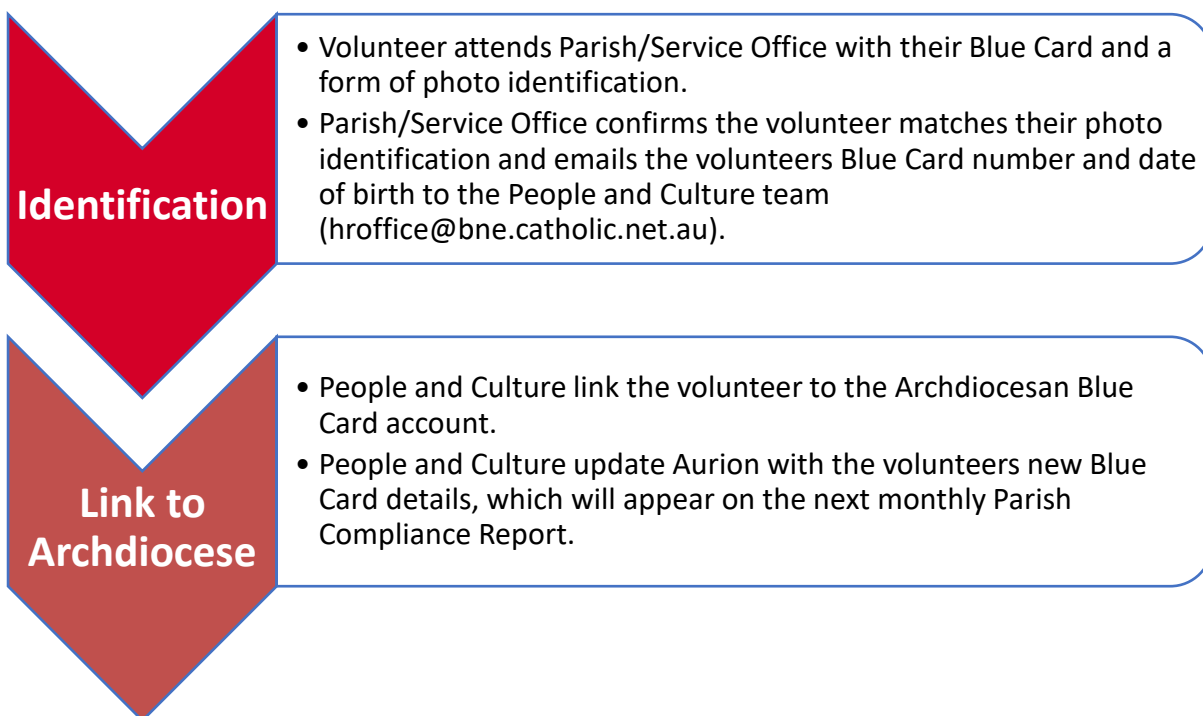 Identification
• Volunteer attends Parish/Service Office with their Blue Card and a
form of photo identification.
• Parish/Service Office confirms the volunteer matches their photo
identification and emails the volunteers Blue Card number and date
of birth to the People and Culture team
(hroffice@bne.catholic.net.au).
Link to
Archdiocese
• People and Culture link the volunteer to the Archdiocesan Blue
Card account.
• People and Culture update Aurion with the volunteers new Blue
Card details, which will appear on the next monthly Parish
Compliance Report.